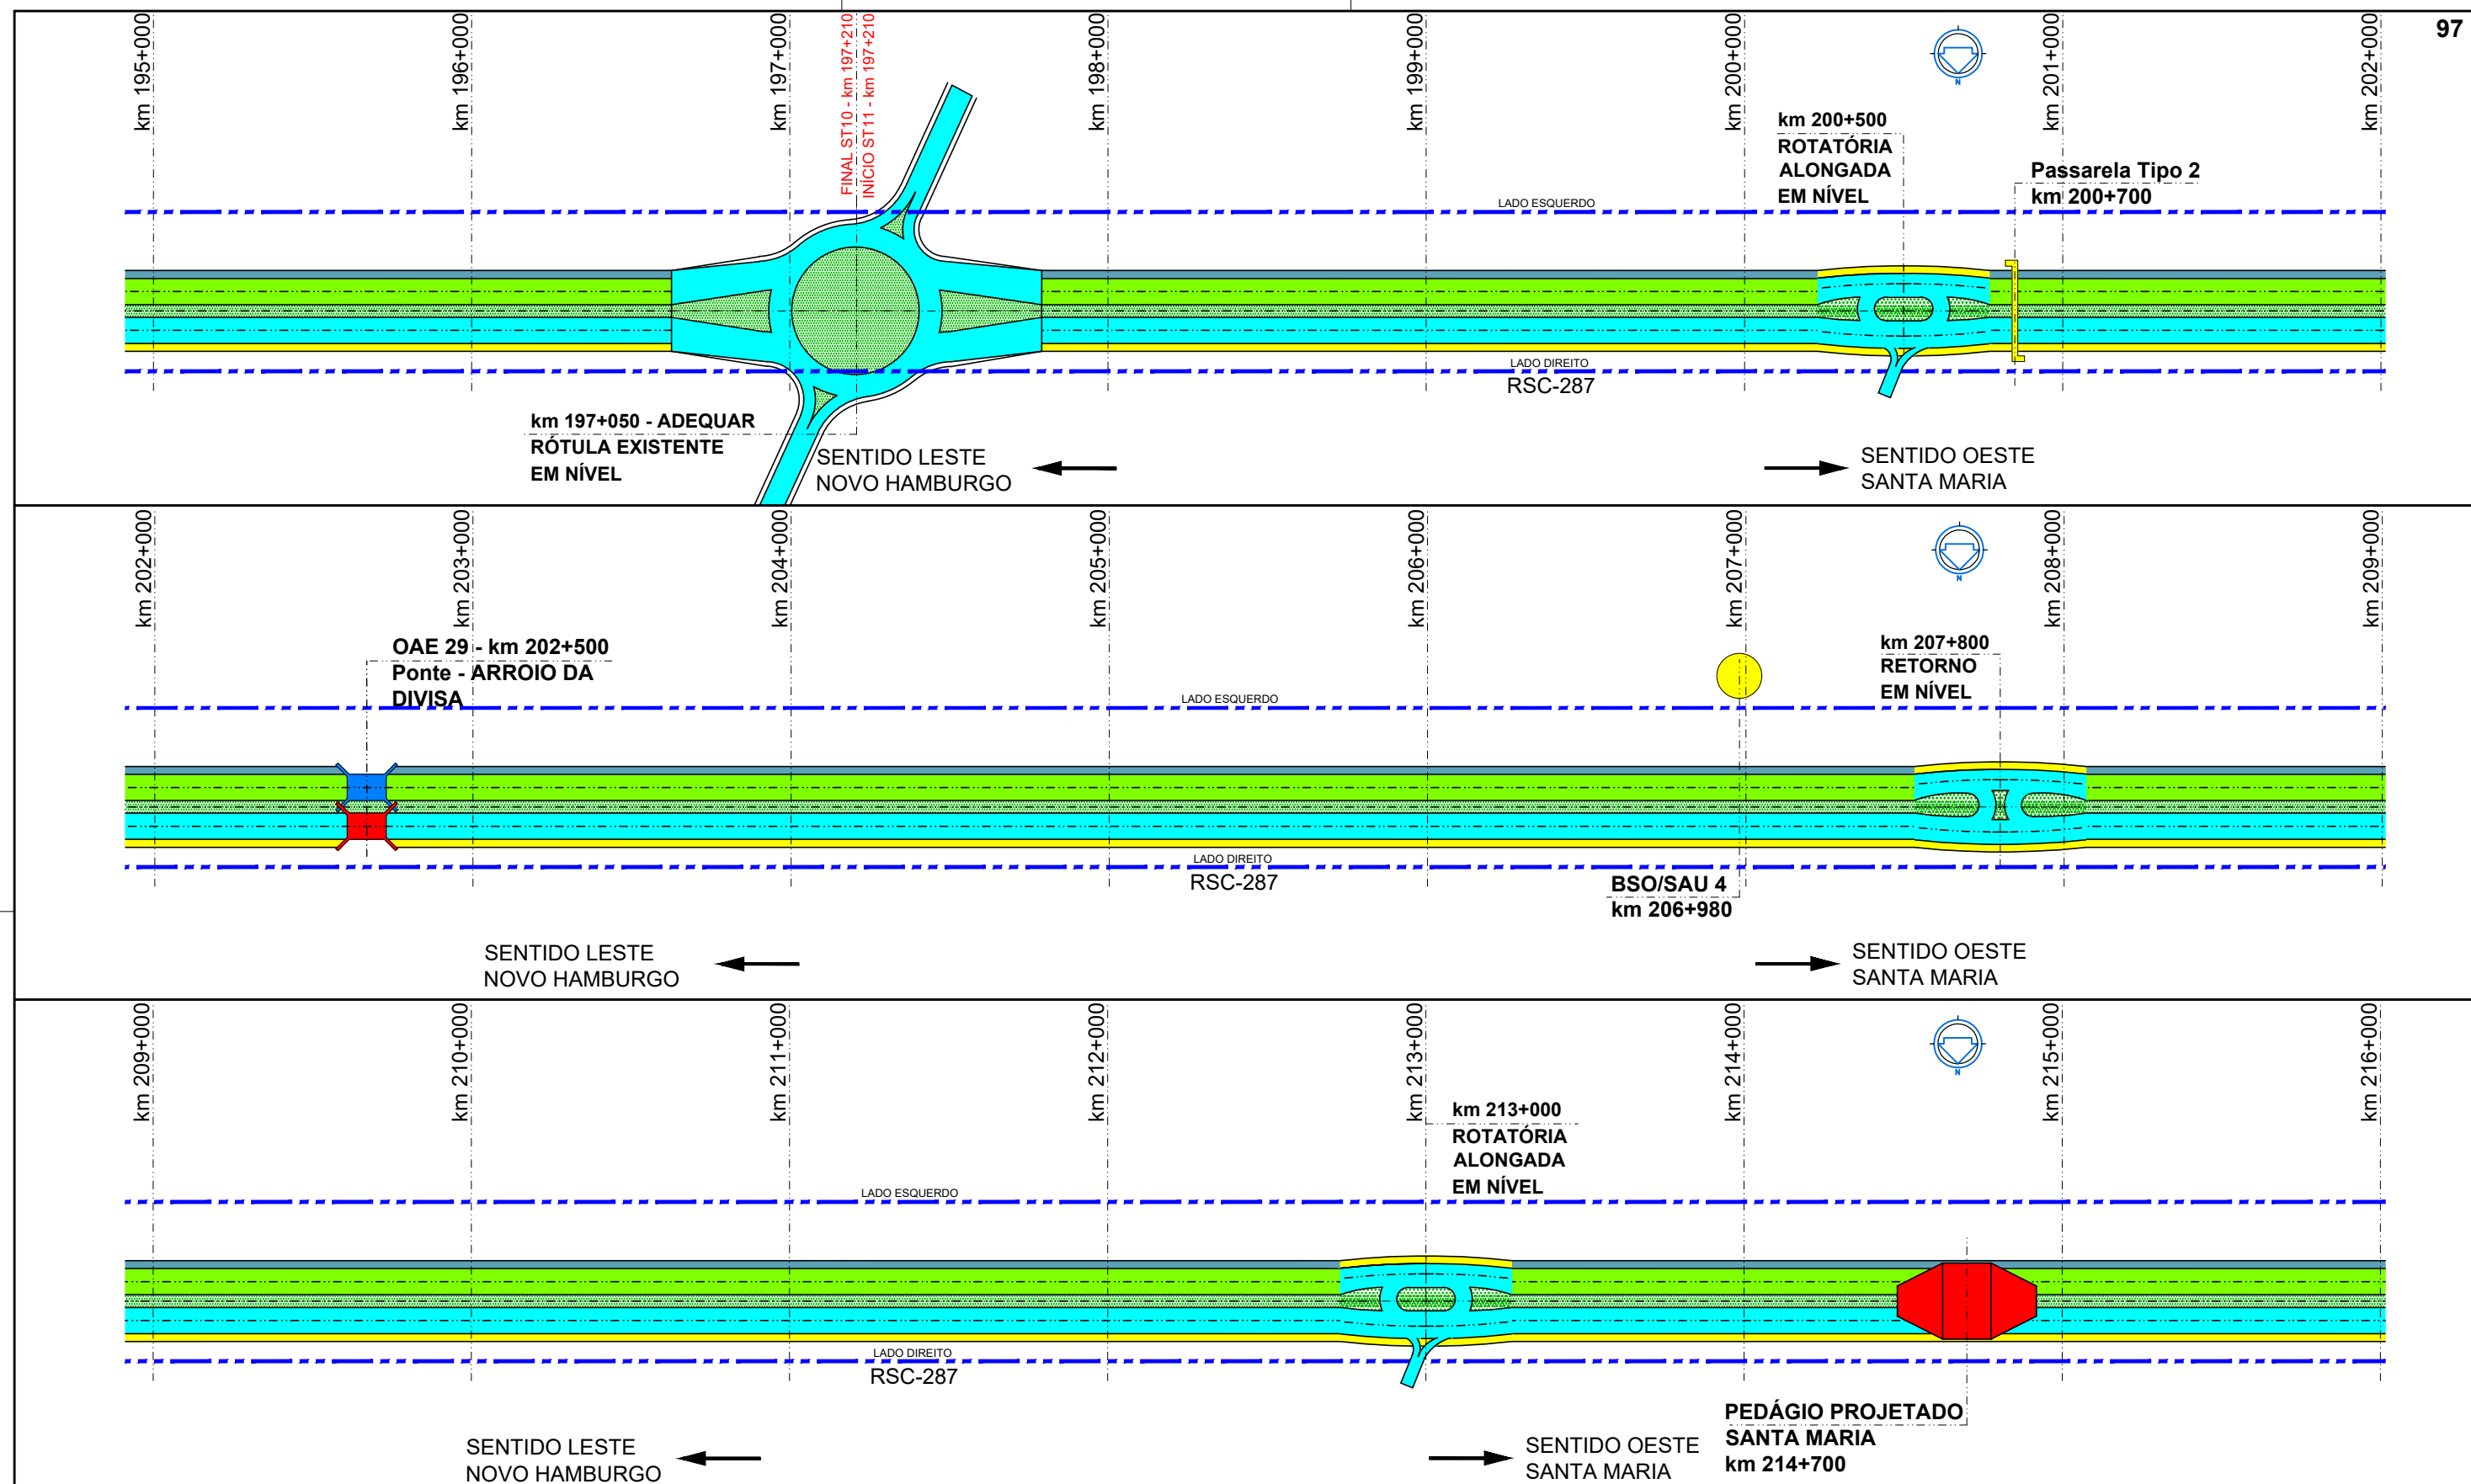 97
km 195+000
km 196+000
km 197+000
FINAL ST10 - km 197+210
INÍCIO ST11 - km 197+210
km 198+000
km 199+000
km 200+000
km 201+000
km 202+000
N
km 200+500
ROTATÓRIA
ALONGADA
EM NÍVEL
Passarela Tipo 2
km 200+700
LADO ESQUERDO
LADO DIREITO
RSC-287
km 197+050 - ADEQUAR
RÓTULA EXISTENTE
EM NÍVEL
SENTIDO LESTE
NOVO HAMBURGO
SENTIDO OESTE
SANTA MARIA
km 202+000
km 203+000
km 204+000
km 205+000
km 206+000
km 207+000
km 208+000
km 209+000
N
OAE 29 - km 202+500
Ponte - ARROIO DA
DIVISA
km 207+800
RETORNO
EM NÍVEL
LADO ESQUERDO
LADO DIREITO
RSC-287
BSO/SAU 4
km 206+980
SENTIDO LESTE
NOVO HAMBURGO
SENTIDO OESTE
SANTA MARIA
km 209+000
km 210+000
km 211+000
km 212+000
km 213+000
km 214+000
km 215+000
km 216+000
N
km 213+000
ROTATÓRIA
ALONGADA
EM NÍVEL
LADO ESQUERDO
LADO DIREITO
RSC-287
PEDÁGIO PROJETADO
SANTA MARIA
km 214+700
SENTIDO LESTE
NOVO HAMBURGO
SENTIDO OESTE
SANTA MARIA